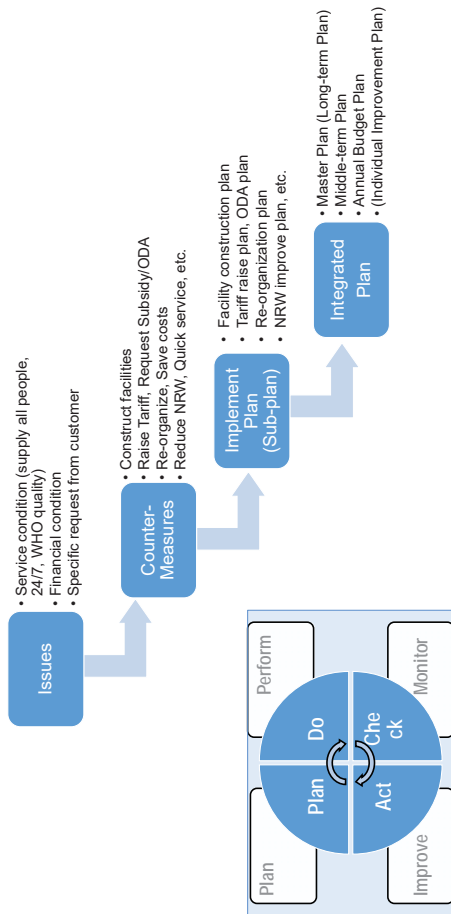 Issues
• Service condition (supply all people,
24/7, WHO quality)
• Financial condition
• Specific request from customer
Counter-
Measures
• Construct facilities
• Raise Tariff, Request Subsidy/ODA
• Re-organize, Save costs
• Reduce NRW, Quick service, etc.
Implement
Plan
(Sub-plan)
• Facility construction plan
• Tariff raise plan, ODA plan
• Re-organization plan
• NRW improve plan, etc.
Integrated
Plan
• Master Plan (Long-term Plan)
• Middle-term Plan
• Annual Budget Plan
• (Individual Improvement Plan)
Plan
Perform
Plan
Do
Act
Che
ck
Improve
Monitor